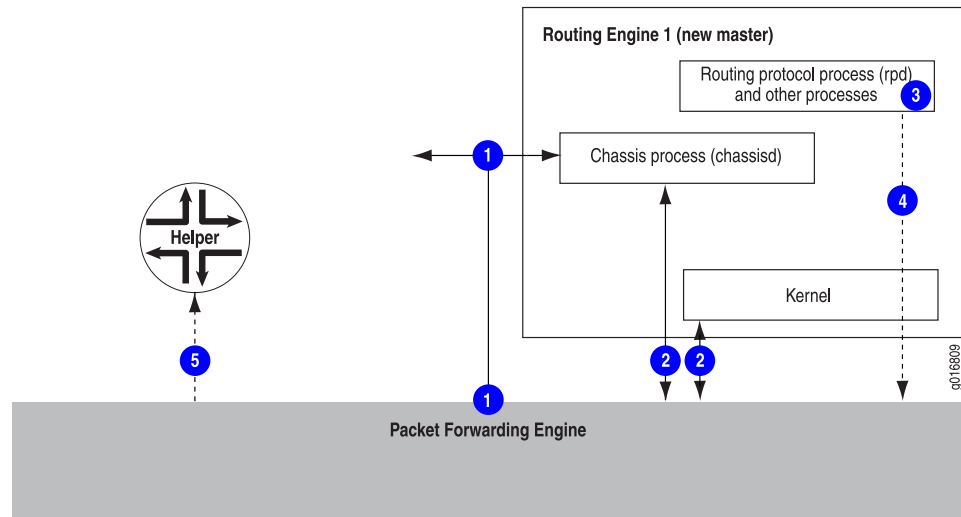 Routing Engine 1 (new master)
Routing protocol process (rpd)
and other processes
3
1
Chassis process (chassisd)
4
Helper
Kernel
5
2
2
g016809
1
Packet Forwarding Engine